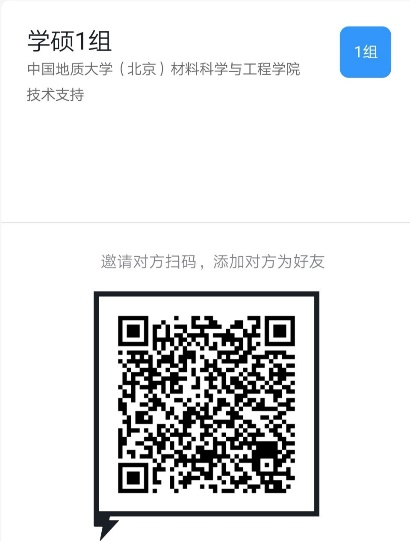 学硕1组
1组
中国地质大学（北京）材料科学与工程学院
技术支持
邀请对方扫码，添加对方为好友